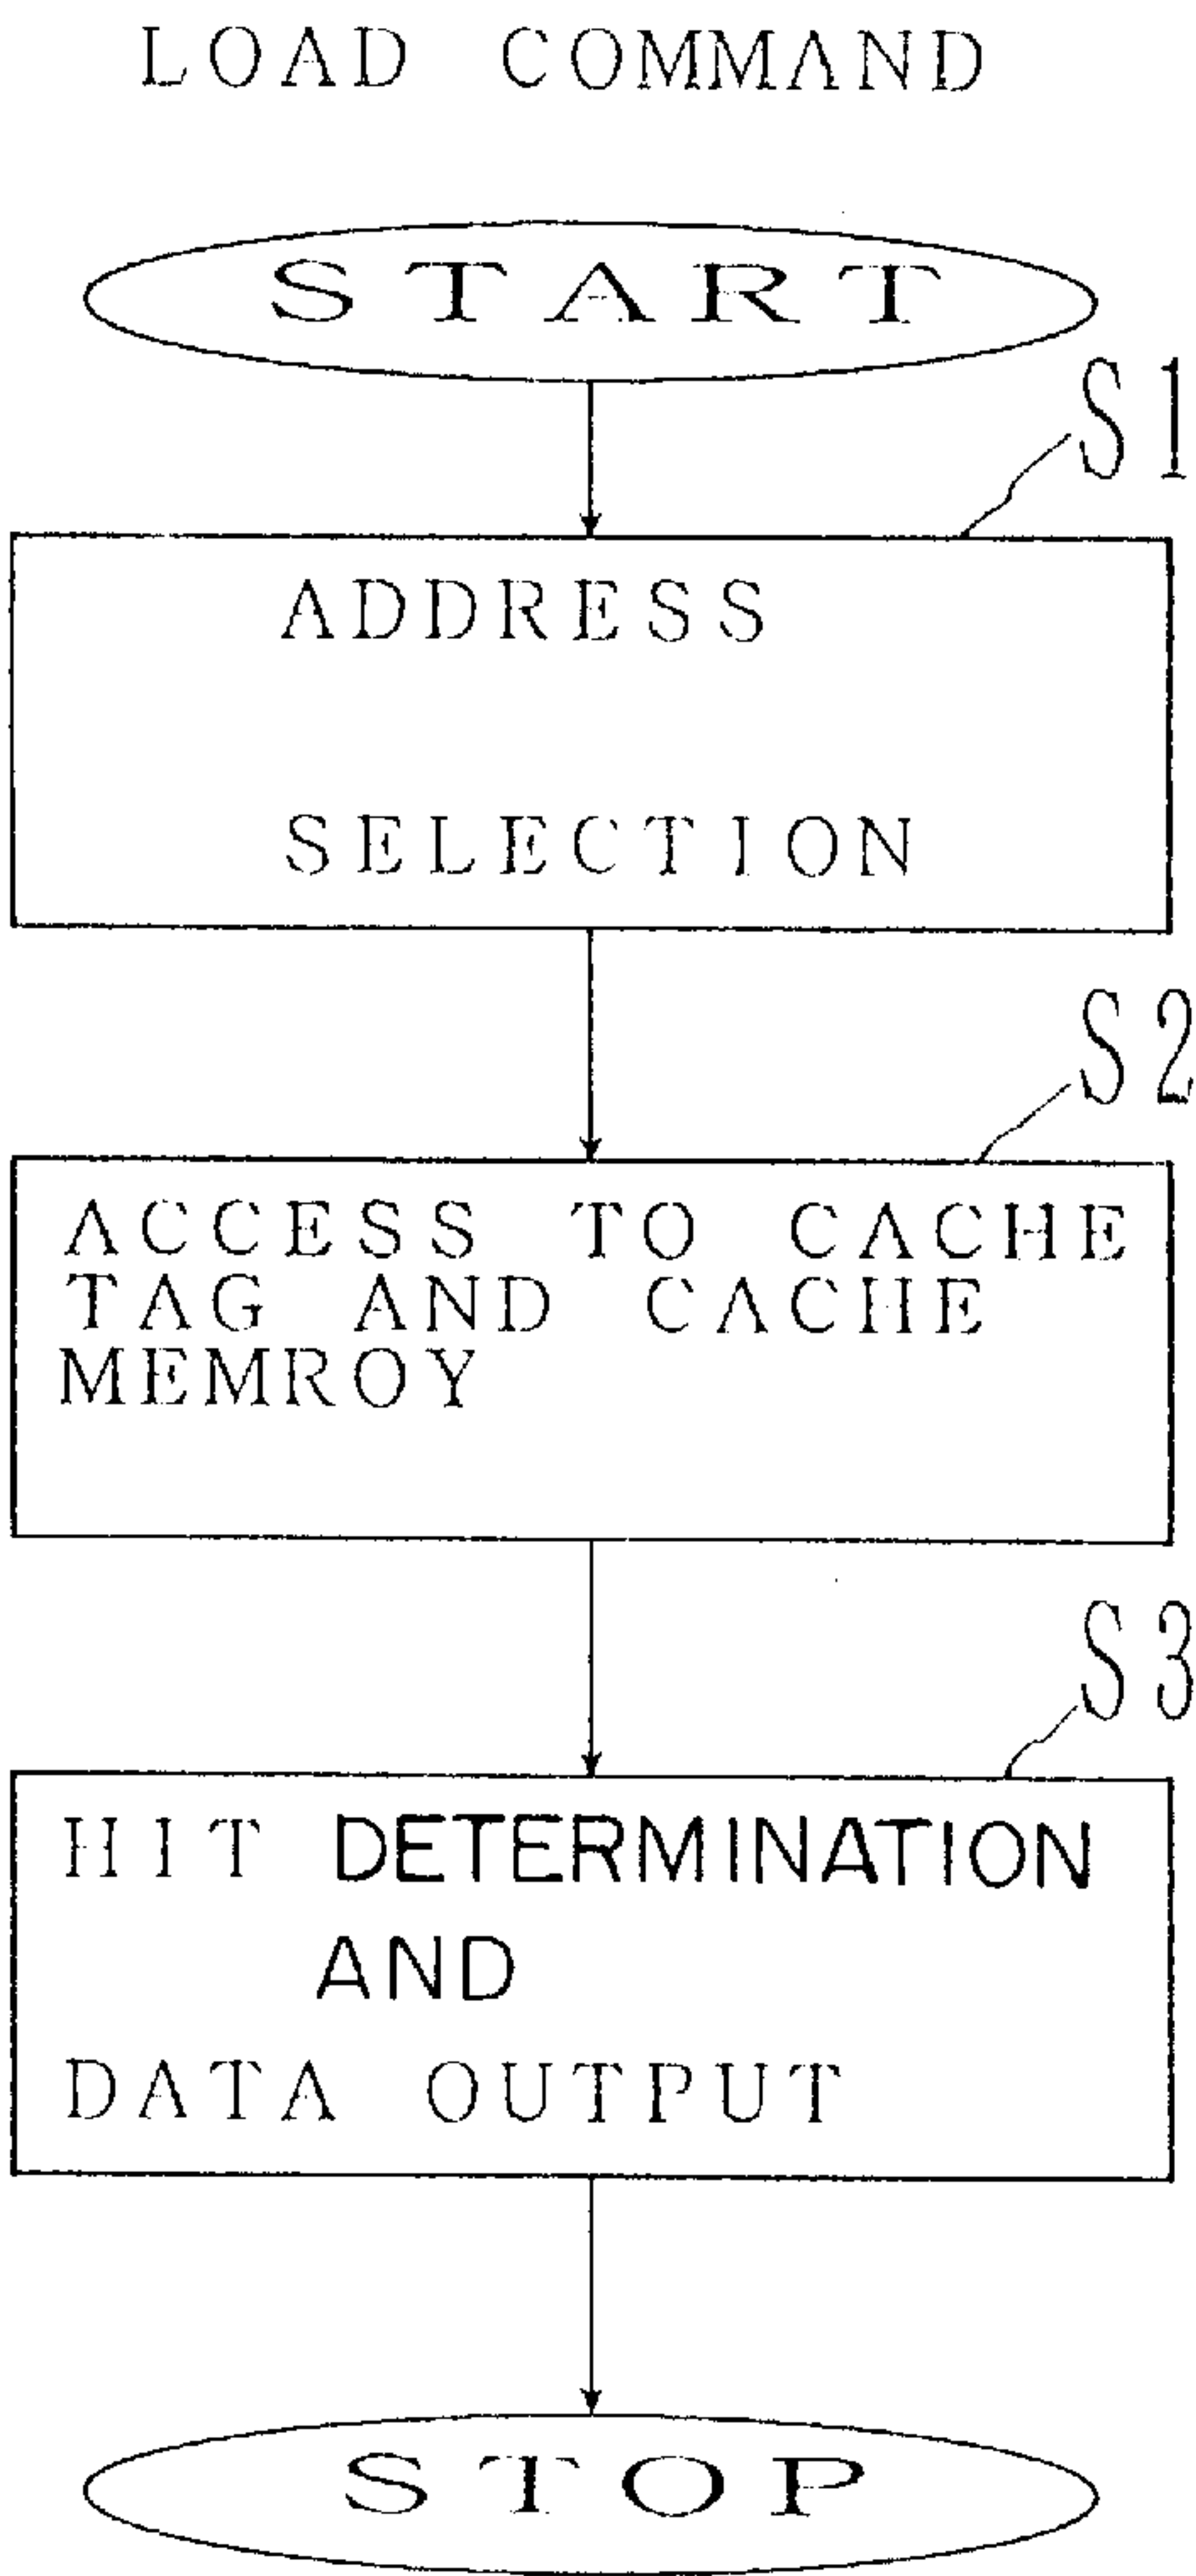 LOAD COMMAND
START
S1
ADDRESS
SELECTION
S2
ACCESS TO CACHE
TAG AND CACHE
MEMROY
S3
HIT DETERMINATION
AND
DATA OUTPUT
STOP